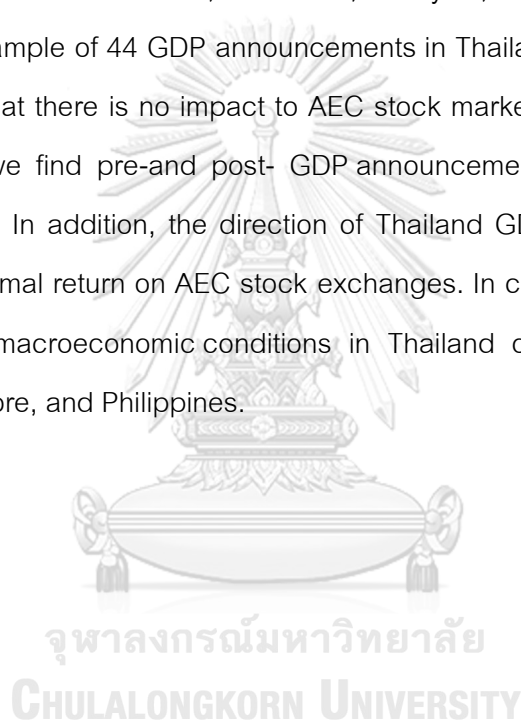 ample of 44 GDP announcements in Thaila
at there is no impact to AEC stock marke
ve find pre-and post- GDP announceme
In addition, the direction of Thailand GL
mal return on AEC stock exchanges. In c
macroeconomic conditions in Thailand c
ore, and Philippines.
จุฬาลงกรณ์มหาวิทยาลัย
CHULALONGKORN UNIVERSITY